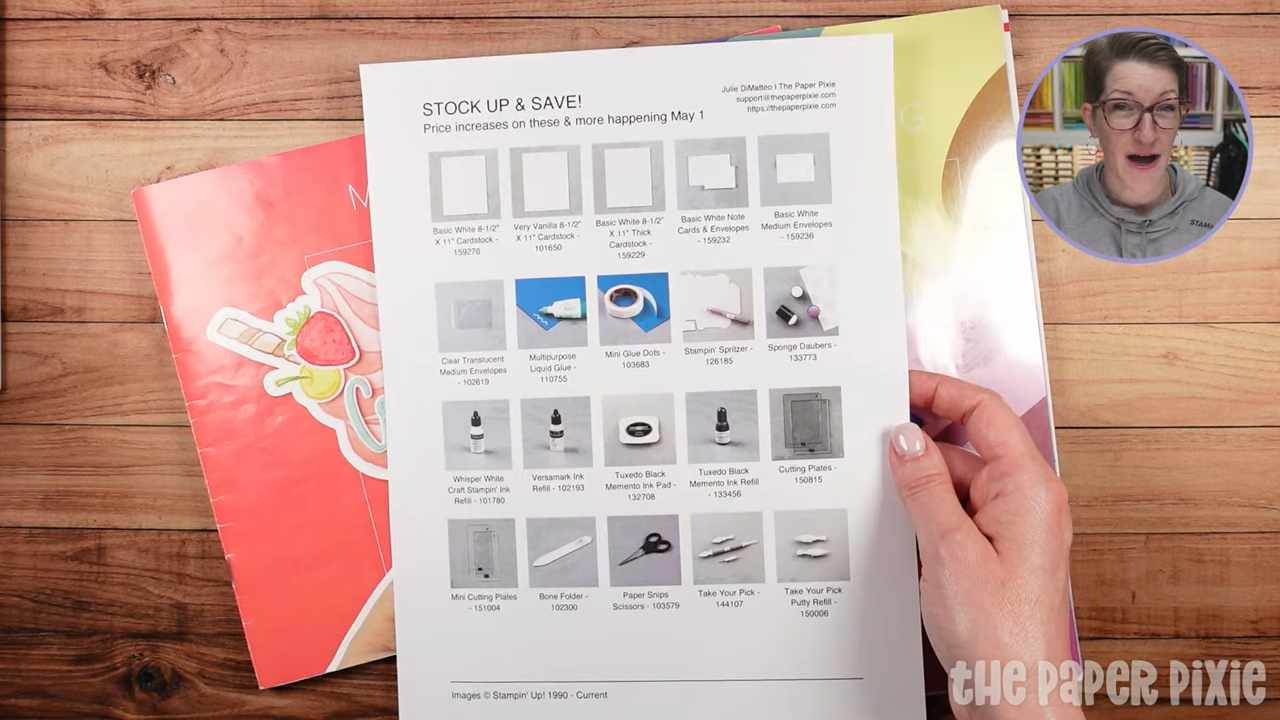 STOCK UP & SAVE!
Price increases on these & more happening May 1
Julie DiMatteo I The Paper Pixie
support@thepaperpixie.com
https://thepaperpixie.com
Basic White 8-1/2"
X 11" Cardstock -
159276
Very Vanilla 8-1/2"
X 11" Cardstock -
101650
Basic White 8-1/2"
X 11" Thick
Cardstock -
159229
Basic White Note
Cards & Envelopes
- 159232
Basic White
Medium Envelopes
- 159236
Clear Translucent
Medium Envelopes
- 102619
Multipurpose
Liquid Glue -
110755
Mini Glue Dots -
103683
Stampin' Spritzer -
126185
Sponge Daubers -
133773
Whisper White
Craft Stampin' Ink
Refill - 101780
Versamark Ink
Refill - 102193
Tuxedo Black
Memento Ink Pad -
132708
Tuxedo Black
Memento Ink Refill
- 133456
Cutting Plates -
150815
Mini Cutting Plates
- 151004
Bone Folder -
102300
Paper Snips
Scissors - 103579
Take Your Pick -
144107
Take Your Pick
Putty Refill -
150006
Images © Stampin' Up! 1990 - Current
M
G
STAM
the PAPER PIXIE